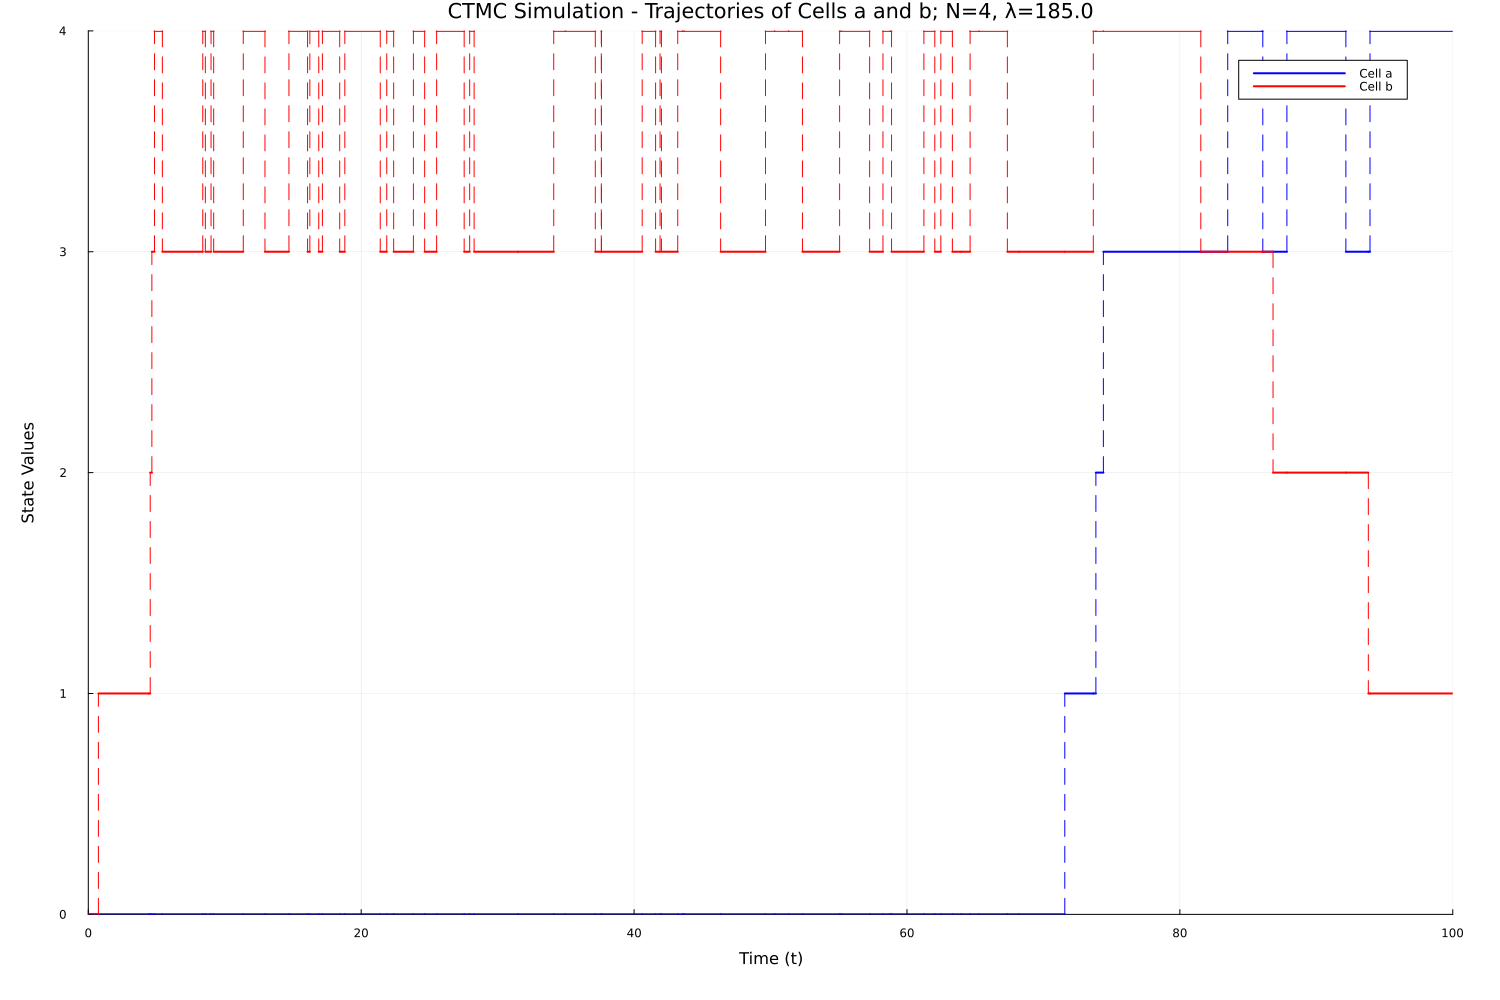 CTMC Simulation - Trajectories of Cells a and b; N=4, λ=185.0
4
Cell a
Cell b
3
State Values
2
1
0
0 20 40 60 80 100
Time (t)